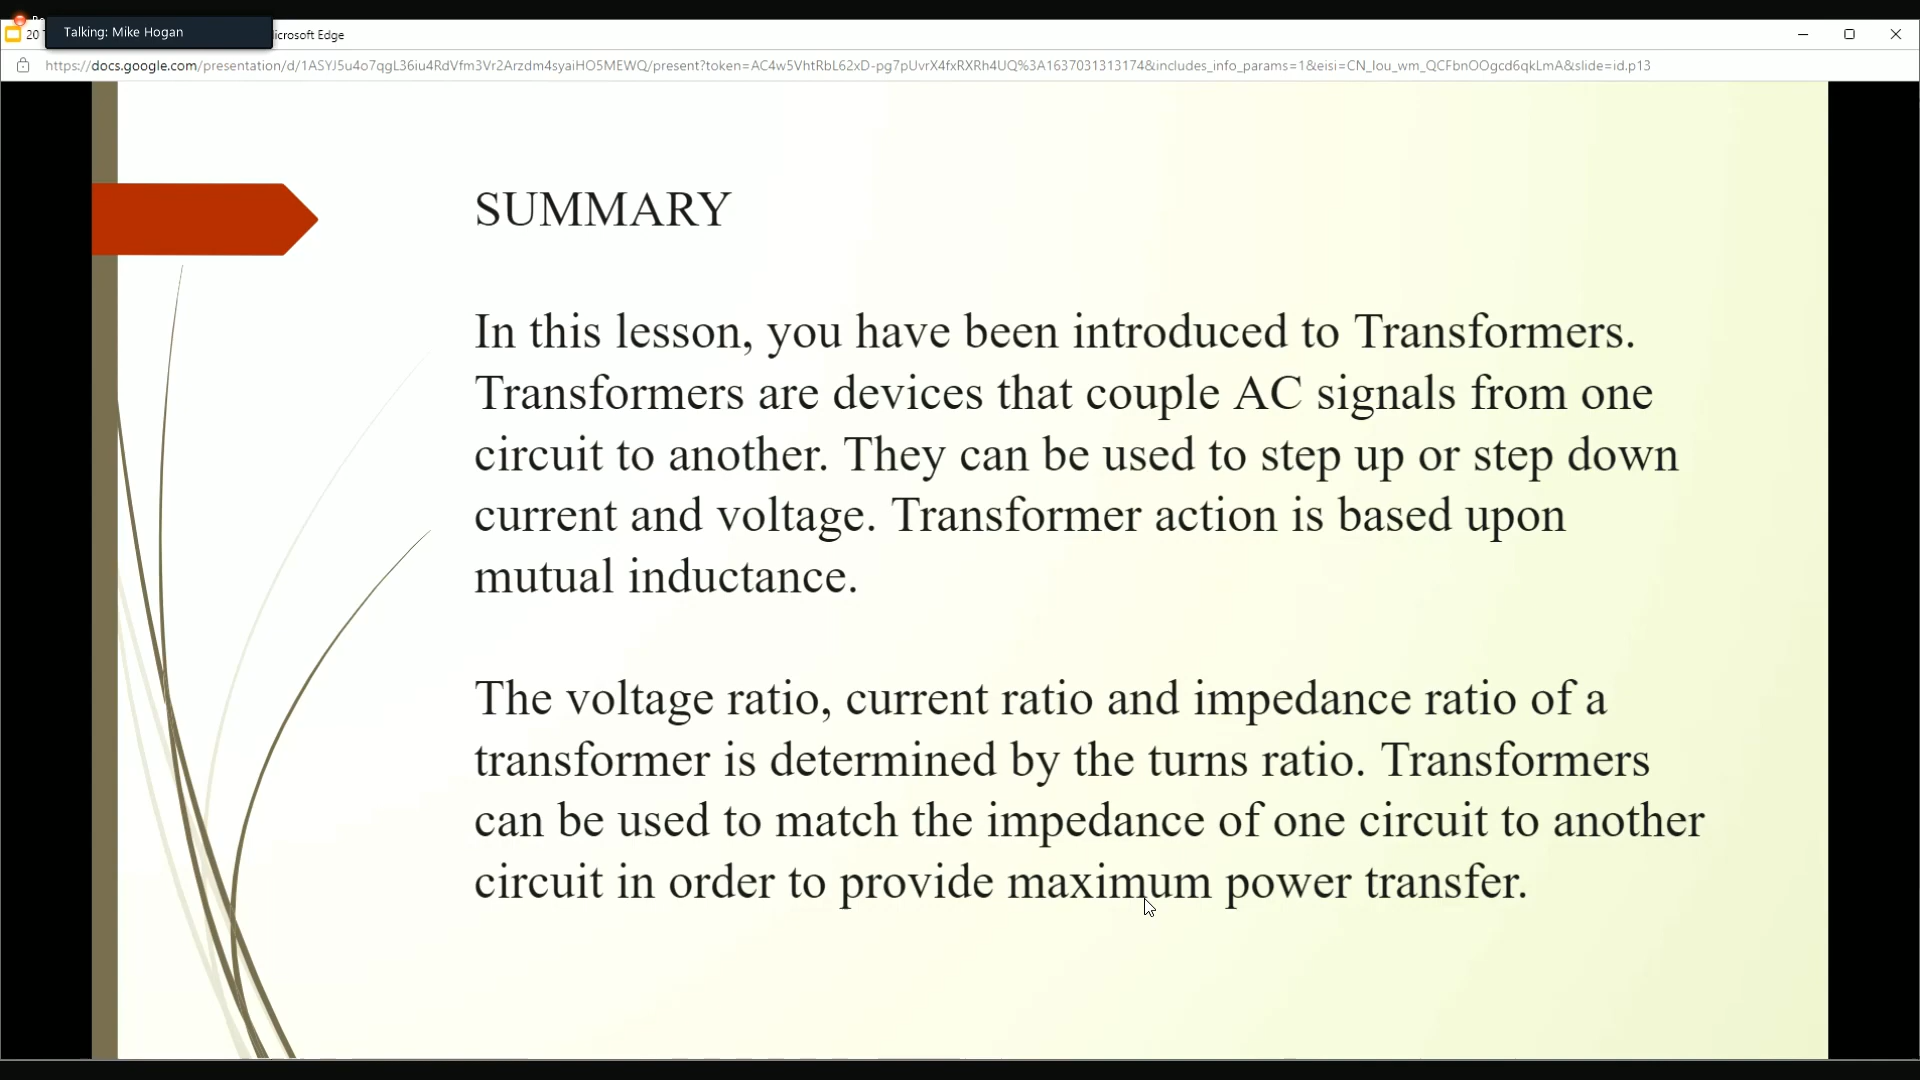 Talking: Mike Hogan
20
icrosoft Edge
https://docs.google.com/presentation/d/1ASYJ5u4o7qgL36iu4RdVfm3Vr2Arzdm4syaiHO5MEWQ/present?token=AC4w5VhtRbL62xD-pg7pUvrX4fxRXRh4UQ%3A1637031313174&includes_info_params=1&eisi=CN_lou_wm_QCFbnOOgcd6qkLmA&slide=id.p13
SUMMARY
In this lesson, you have been introduced to Transformers.
Transformers are devices that couple AC signals from one
circuit to another. They can be used to step up or step down
current and voltage. Transformer action is based upon
mutual inductance.
The voltage ratio, current ratio and impedance ratio of a
transformer is determined by the turns ratio. Transformers
can be used to match the impedance of one circuit to another
circuit in order to provide maximum power transfer.